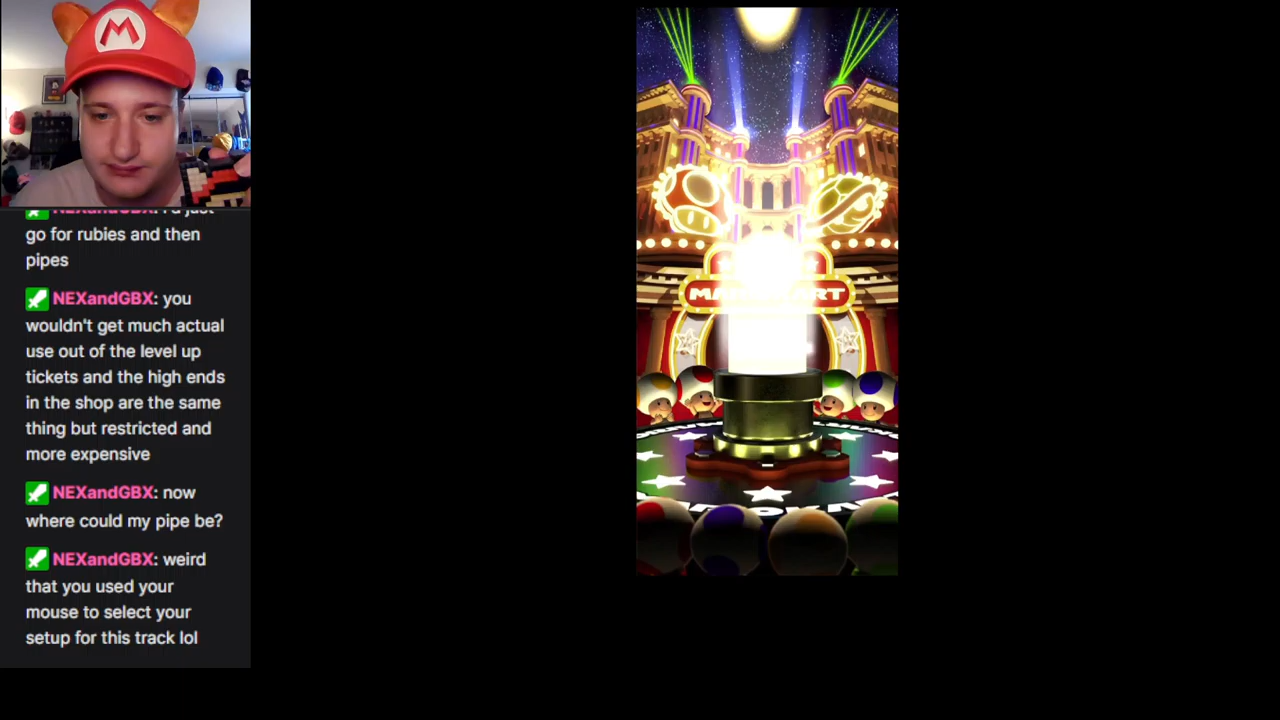 M
NEXandGBX: I'd just
go for rubies and then
pipes
NEXandGBX: you
wouldn't get much actual
use out of the level up
tickets and the high ends
in the shop are the same
thing but restricted and
more expensive
NEXandGBX: now
where could my pipe be?
NEXandGBX: weird
that you used your
mouse to select your
setup for this track lol